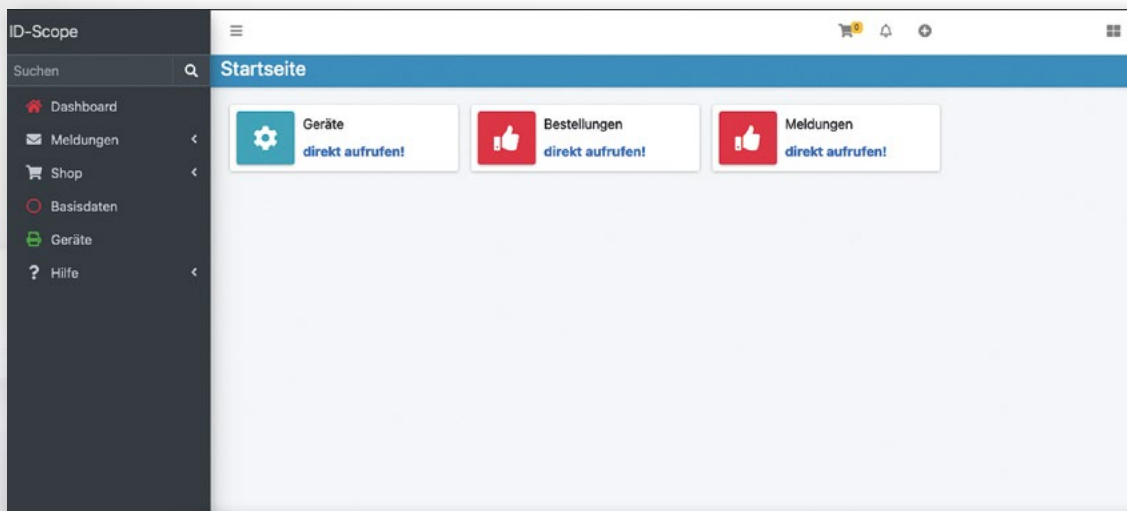 ID-Scope
0
Suchen
Startseite
Dashboard
Meldungen
Shop
Basisdaten
Geräte
Hilfe
Geräte
direkt aufrufen!
Bestellungen
direkt aufrufen!
Meldungen
direkt aufrufen!